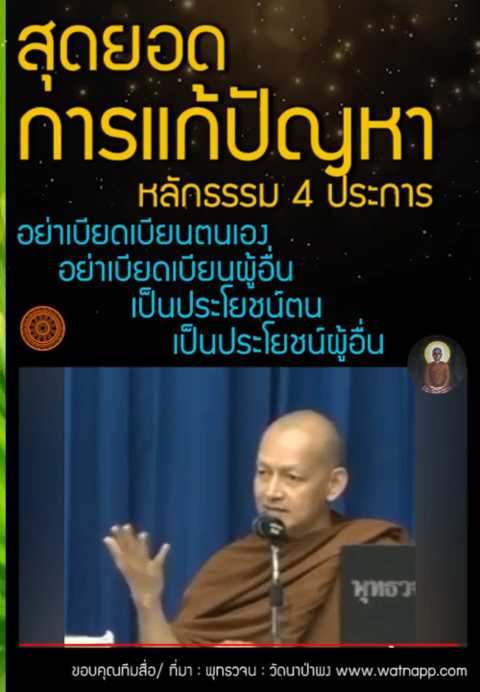 สุดยอด
การแก้ปัญหา
หลักธรรม 4 ประการ
อย่าเบียดเบียนตนเอง
อย่าเบียดเบียนผู้อื่น
เป็นประโยชน์ตน
เป็นประโยชน์ผู้อื่น
พุทธวจ
ขอบคุณทีมสื่อ/ ที่มา : พุทธวจน : วัดนาป่าพง www.watnapp.com